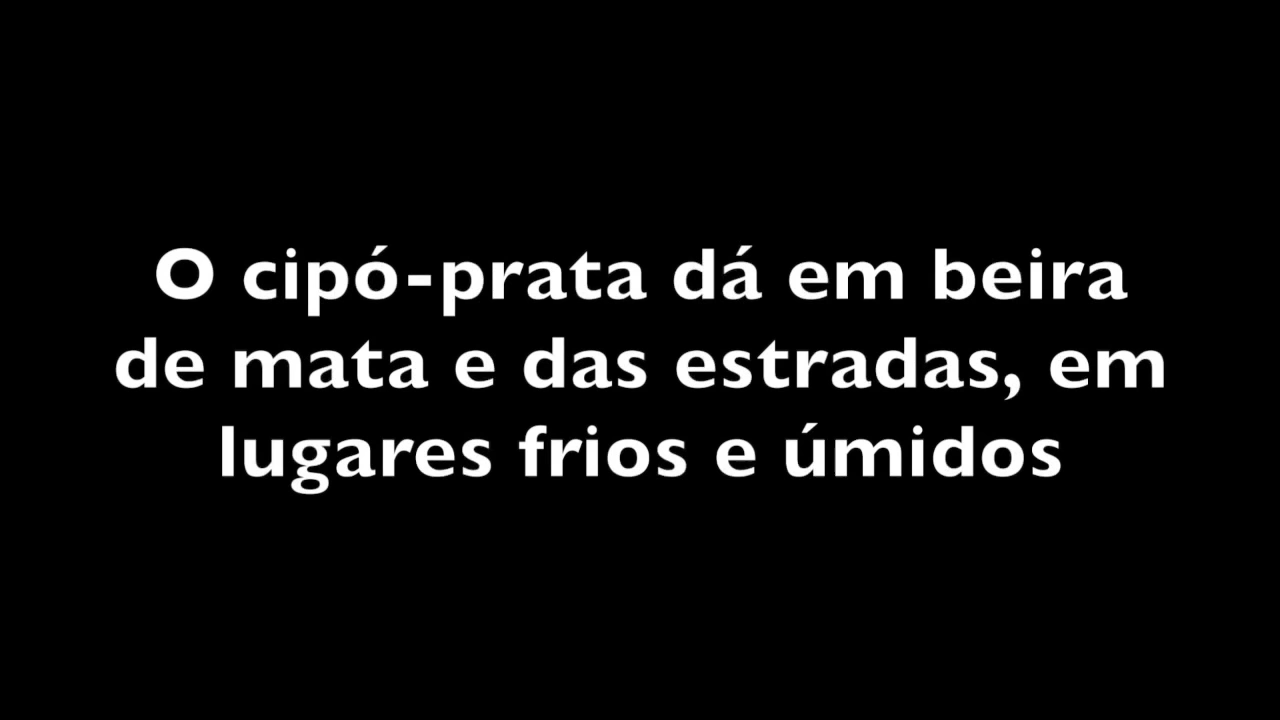 O cipó-prata dá em beira
de mata e das estradas, em
lugares frios e úmidos